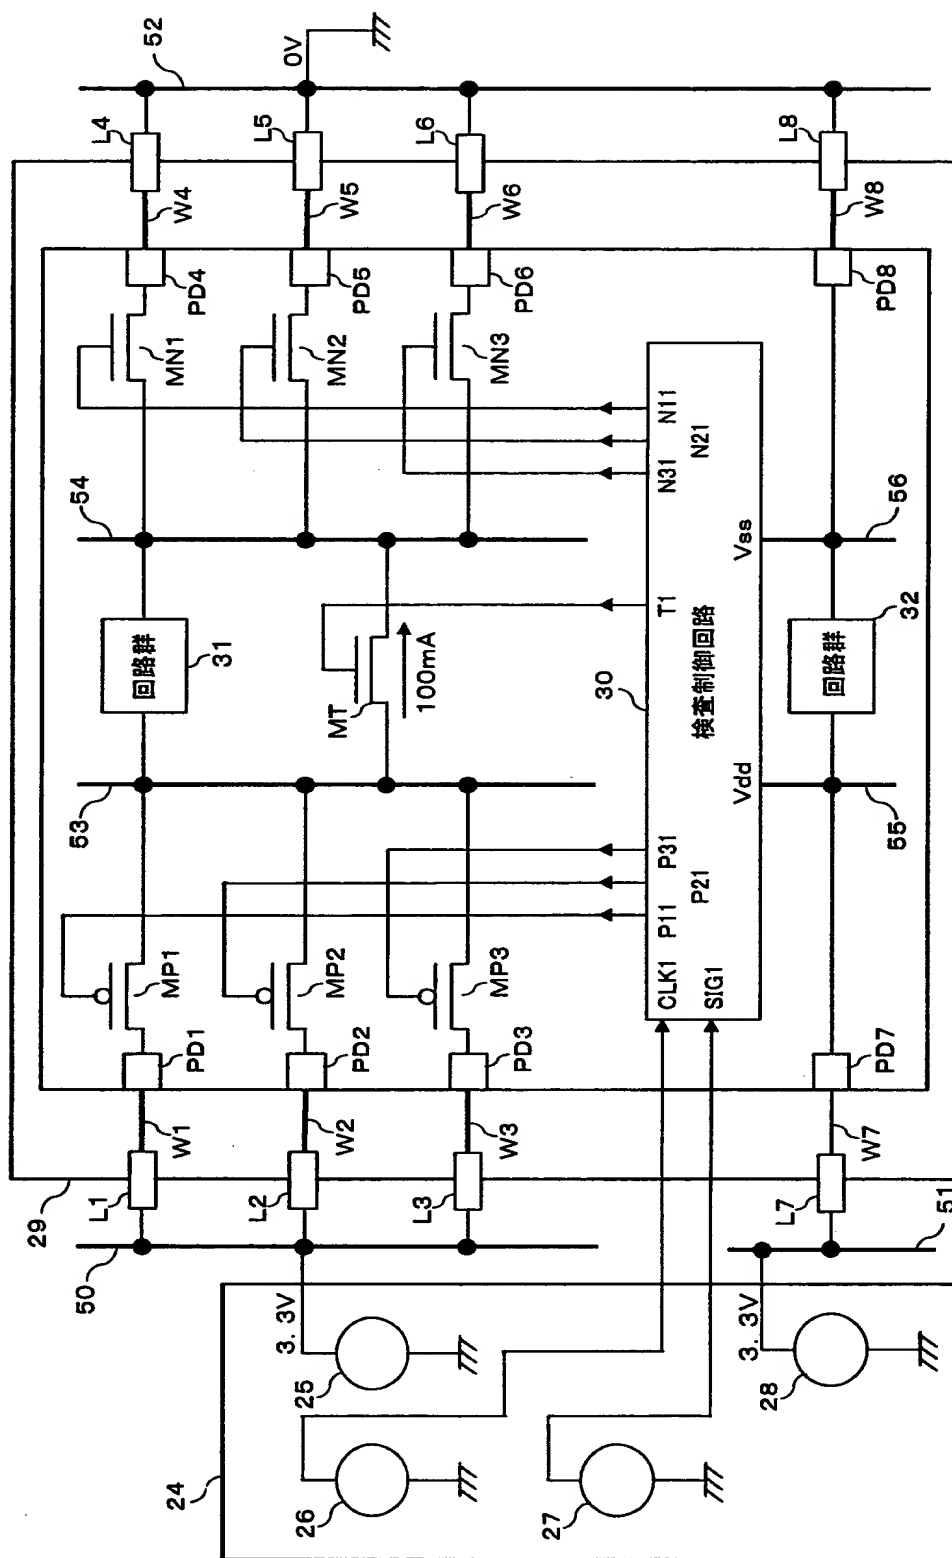 24
26
27
25
3. 3V
28
3. 3V
50
51
29
L1
L2
L3
L7
W1
W2
W3
W7
PD1
PD2
PD3
PD7
MP1
MP2
MP3
53
55
P11
P21
P31
CLK1
SIG1
Vdd
30
検査制御回路
T1
Vss
N31
N21
N11
MT
100mA
回路群
31
回路群
32
54
56
MN1
MN2
MN3
PD4
PD5
PD6
PD8
W4
W5
W6
W8
L4
L5
L6
L8
52
0V